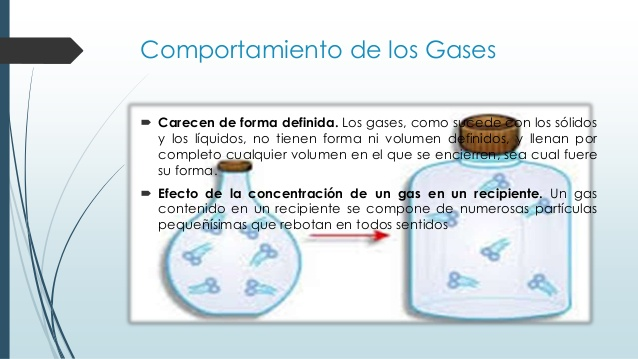 Comportamiento de los Gases
Carecen de forma definida. Los gases, como sucede con los sólidos
y los líquidos, no tienen forma ni volumen definidos, y llenan por
completo cualquier volumen en el que se encierren, sea cual fuere
su forma.
Efecto de la concentración de un gas en un recipiente. Un gas
contenido en un recipiente se compone de numerosas partículas
pequeñísimas que rebotan en todos sentidos